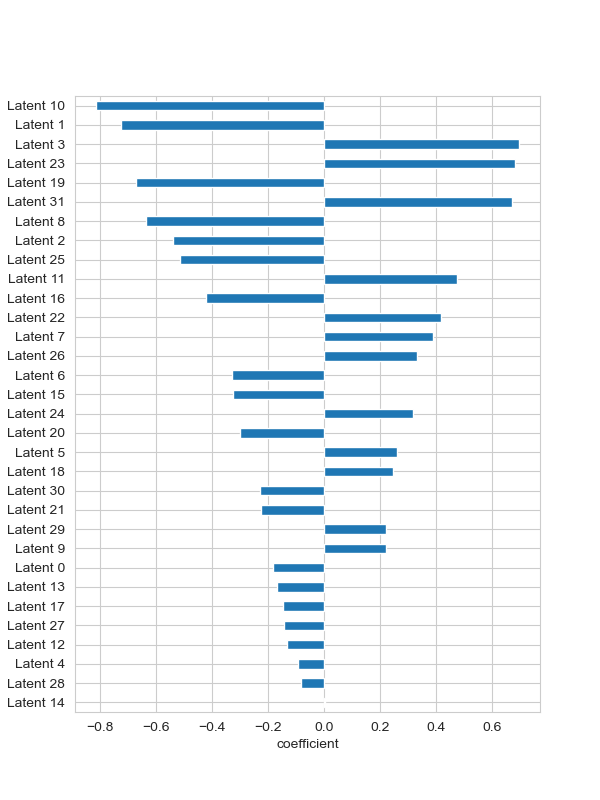 Latent 10
Latent 1
Latent 3
Latent 23
Latent 19
Latent 31
Latent 8
Latent 2
Latent 25
Latent 11
Latent 16
Latent 22
Latent 7
Latent 26
Latent 6
Latent 15
Latent 24
Latent 20
Latent 5
Latent 18
Latent 30
Latent 21
Latent 29
Latent 9
Latent 0
Latent 13
Latent 17
Latent 27
Latent 12
Latent 4
Latent 28
Latent 14
−0.8 −0.6 −0.4 −0.2 0.0 0.2 0.4 0.6
coefficient